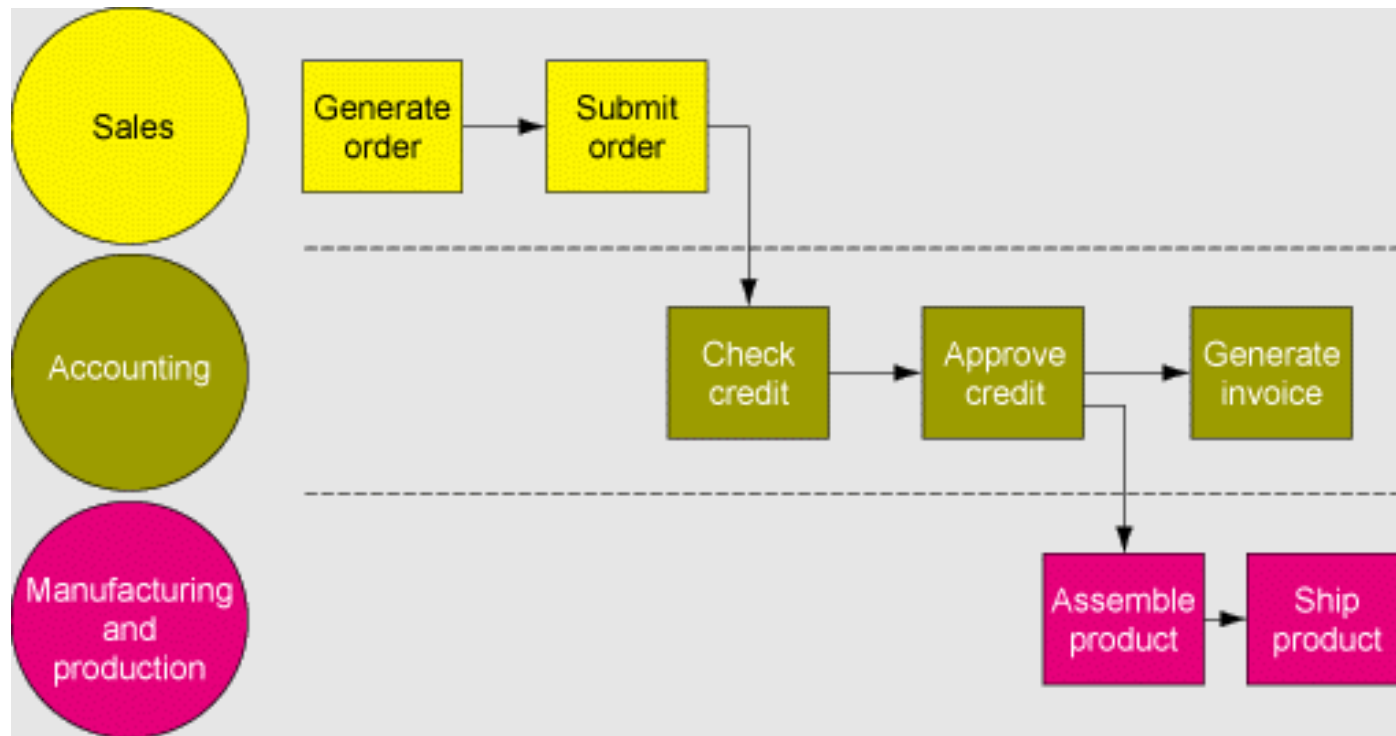 Sales
Generate
order
Submit
order
Accounting
Check
credit
Approve
credit
Generate
invoice
Manufacturing
and
production
Assemble
product
Ship
product